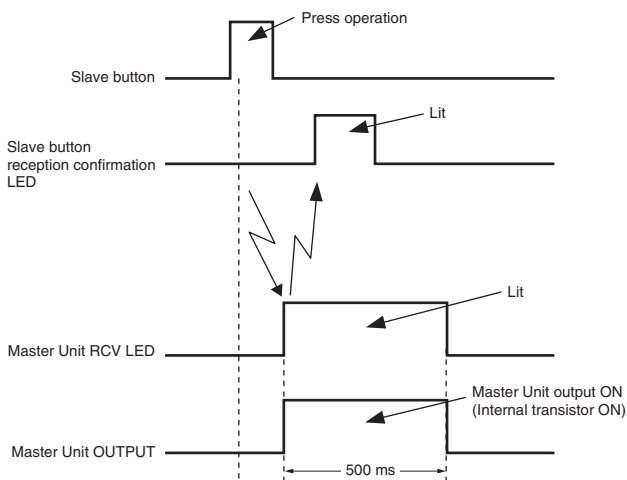 Press operation
Slave button
Lit
Slave button
reception confirmation
LED
Lit
Master Unit RCV LED
Master Unit output ON
(Internal transistor ON)
Master Unit OUTPUT
500 ms